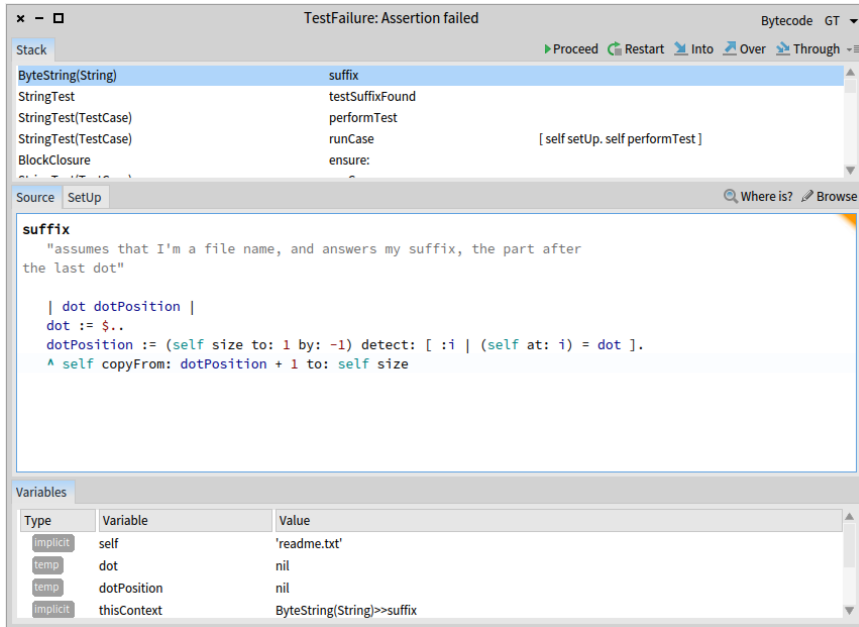 TestFailure: Assertion failed
Bytecode GT
Stack
Proceed Restart Into Over Through
ByteString(String) suffix
StringTest testSuffixFound
StringTest(TestCase) performTest
StringTest(TestCase) runCase [ self setUp. self performTest ]
BlockClosure ensure:
Source SetUp Where is? Browse
suffix
"assumes that I'm a file name, and answers my suffix, the part after
the last dot"
| dot dotPosition |
dot := $..
dotPosition := (self size to: 1 by: -1) detect: [ :i | (self at: i) = dot ].
^ self copyFrom: dotPosition + 1 to: self size
Variables
Type Variable Value
implicit self 'readme.txt'
temp dot nil
temp dotPosition nil
implicit thisContext ByteString(String)>>suffix